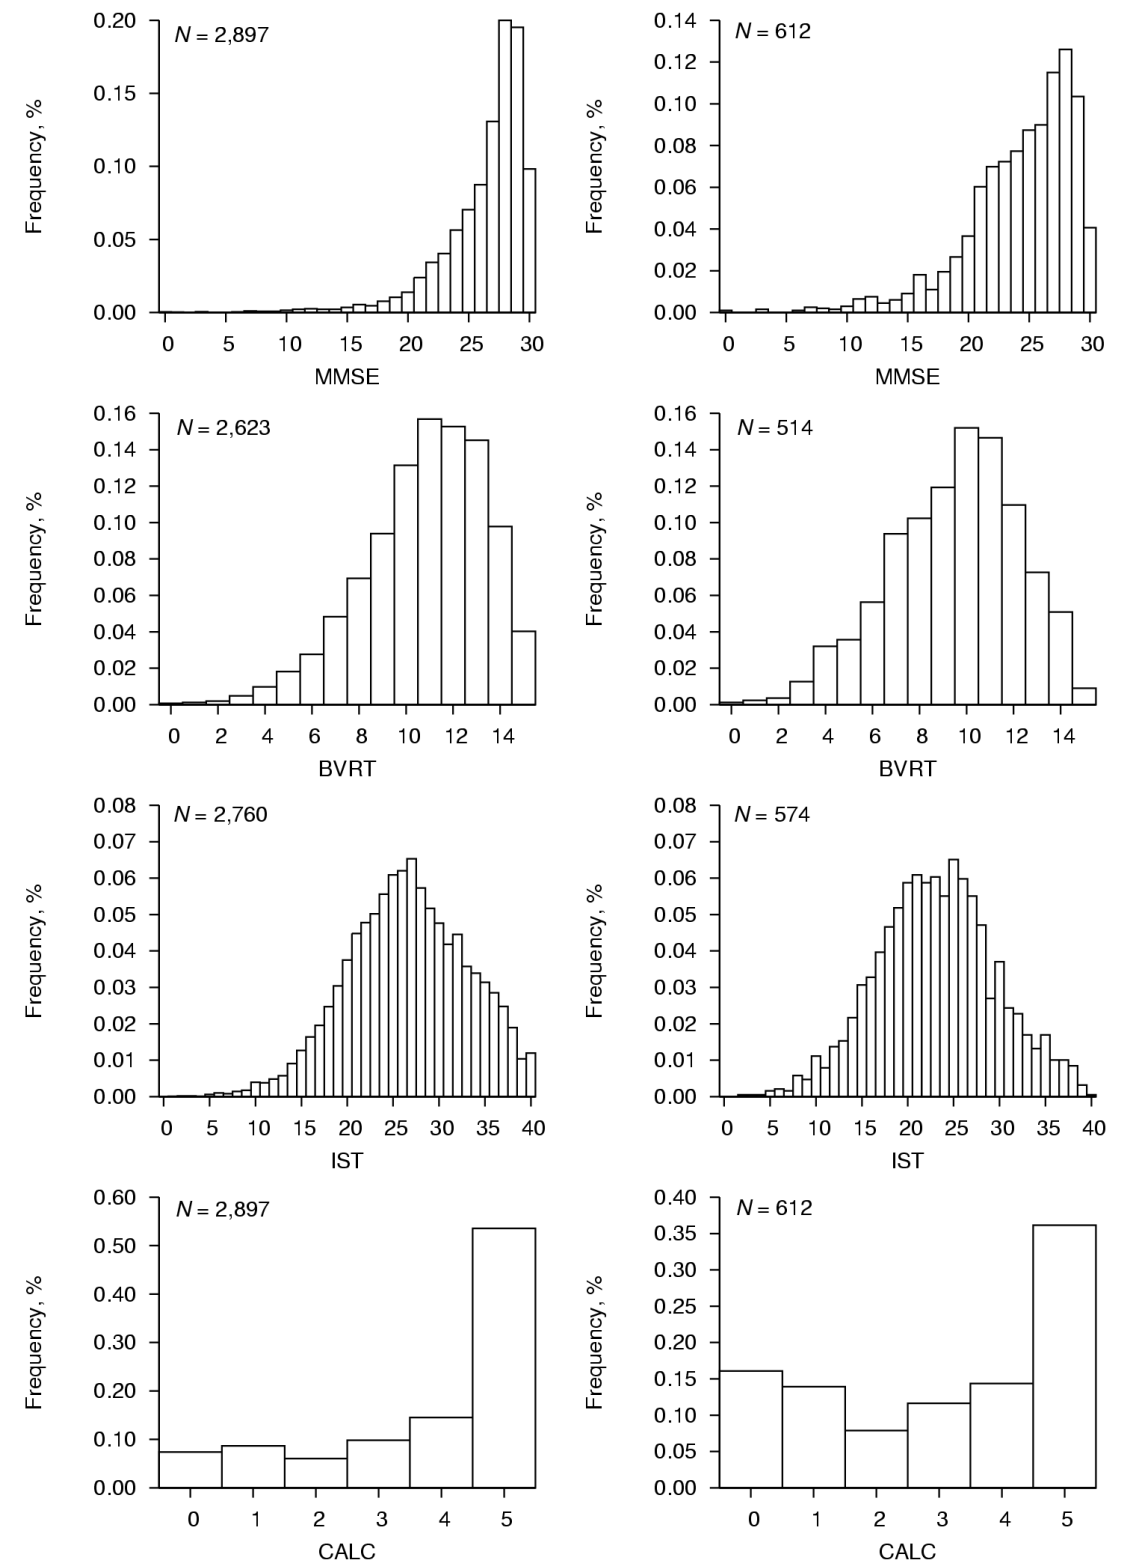 N = 2,897
Frequency, %
0.20
0.15
0.10
0.05
0.00
0 5 10 15 20 25 30
MMSE
N = 612
Frequency, %
0.14
0.12
0.10
0.08
0.06
0.04
0.02
0.00
0 5 10 15 20 25 30
MMSE
N = 2,623
Frequency, %
0.16
0.14
0.12
0.10
0.08
0.06
0.04
0.02
0.00
0 2 4 6 8 10 12 14
BVRT
N = 514
Frequency, %
0.16
0.14
0.12
0.10
0.08
0.06
0.04
0.02
0.00
0 2 4 6 8 10 12 14
BVRT
N = 2,760
Frequency, %
0.08
0.07
0.06
0.05
0.04
0.03
0.02
0.01
0.00
0 5 10 15 20 25 30 35 40
IST
N = 574
Frequency, %
0.08
0.07
0.06
0.05
0.04
0.03
0.02
0.01
0.00
0 5 10 15 20 25 30 35 40
IST
N = 2,897
Frequency, %
0.60
0.50
0.40
0.30
0.20
0.10
0.00
0 1 2 3 4 5
CALC
N = 612
Frequency, %
0.40
0.35
0.30
0.25
0.20
0.15
0.10
0.05
0.00
0 1 2 3 4 5
CALC